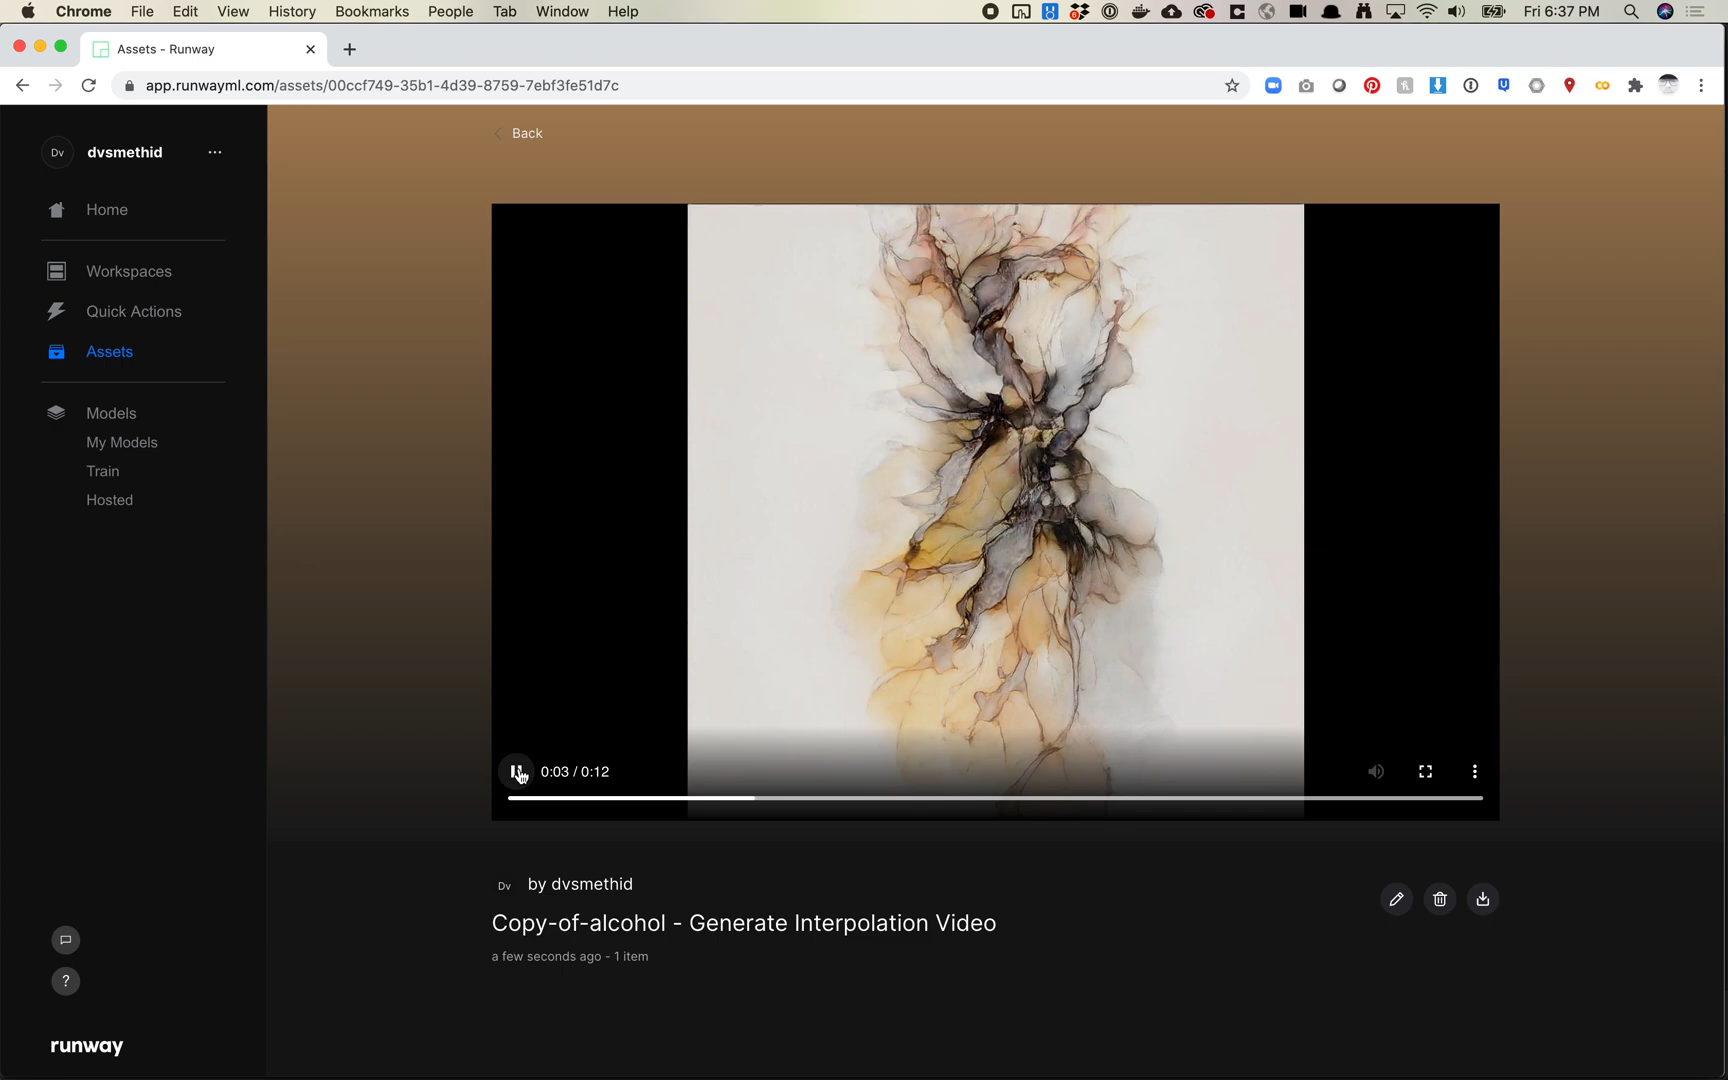 Chrome File Edit View History Bookmarks People Tab Window Help Fri 6:37 PM
Assets - Runway
app.runwayml.com/assets/00ccf749-35b1-4d39-8759-7ebf3fe51d7c
Back
Dv dvsmethid
Home
Workspaces
Quick Actions
Assets
Models
My Models
Train
Hosted
0:03 / 0:12
Dv by dvsmethid
Copy-of-alcohol - Generate Interpolation Video
a few seconds ago - 1 item
?
runway